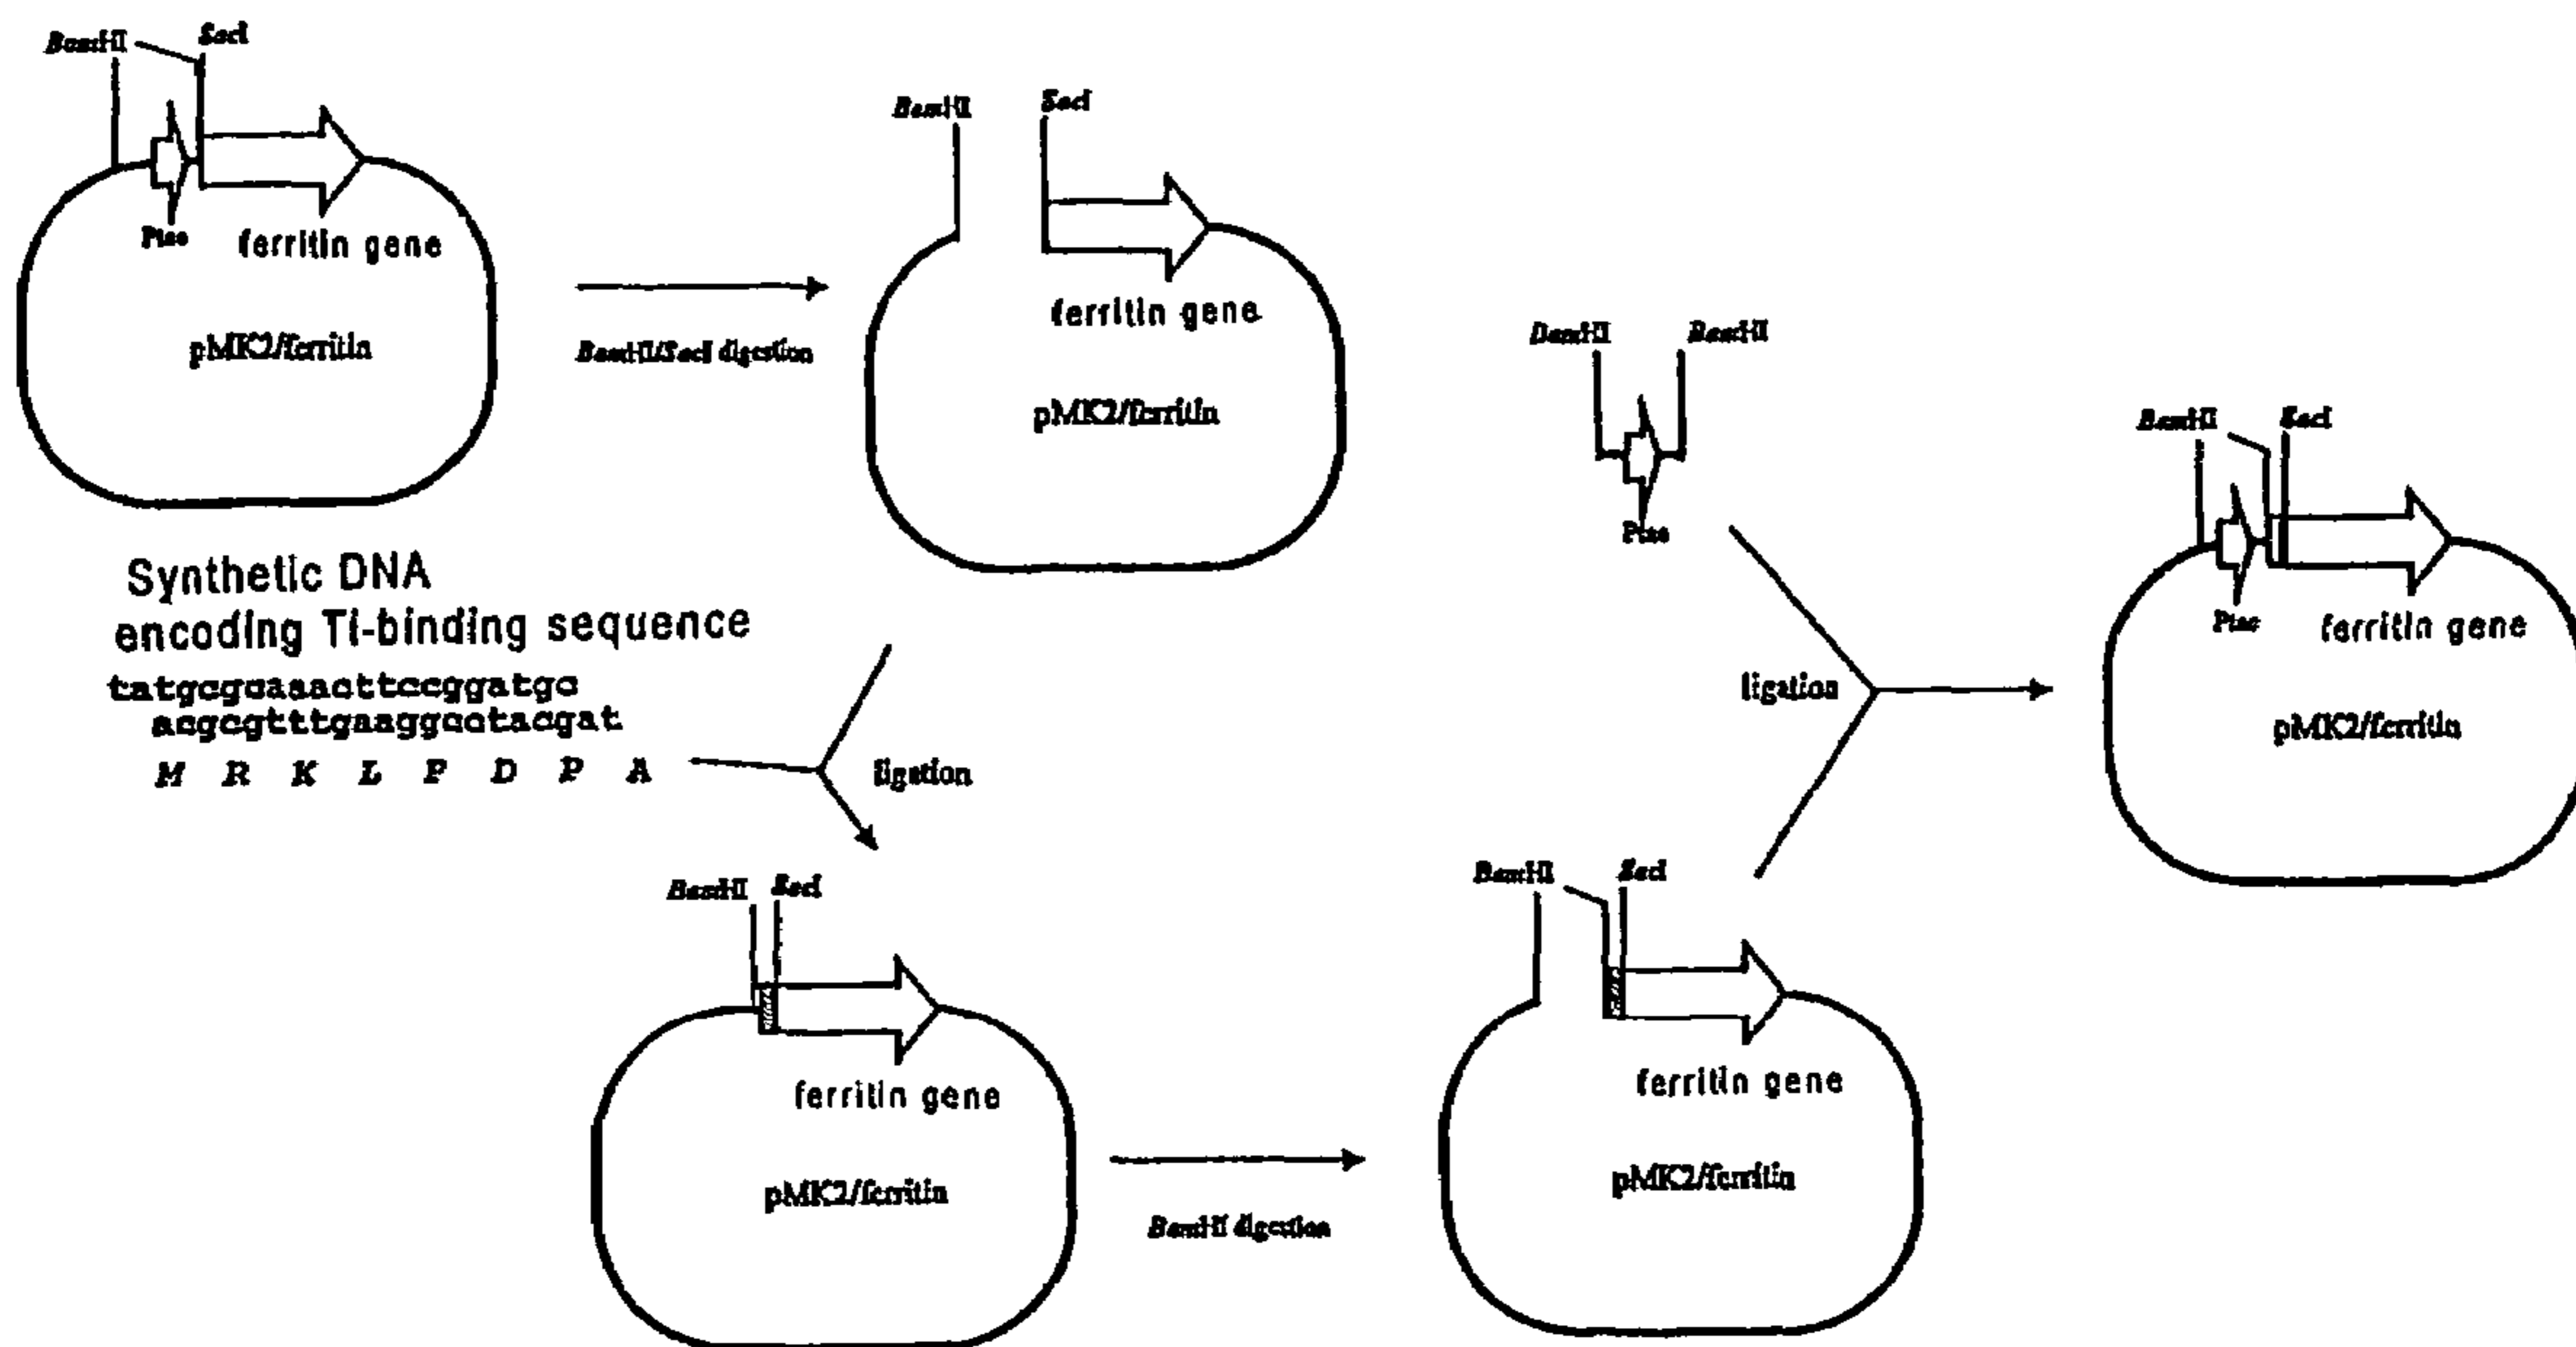 BamHI
SacI
Ptac
ferritin gene
pMK2/ferritin
BamHI/SacI digestion
BamHI
SacI
ferritin gene
pMK2/ferritin
Synthetic DNA
encoding Ti-binding sequence
tatgcgcaaacttccggatgc
acgcgtttgaaggcctacgat
M R K L P D P A
ligation
BamHI
SacI
ferritin gene
pMK2/ferritin
BamHI digestion
BamHI
SacI
ferritin gene
pMK2/ferritin
BamHI
BamHI
Ptac
ligation
BamHI
SacI
Ptac
ferritin gene
pMK2/ferritin